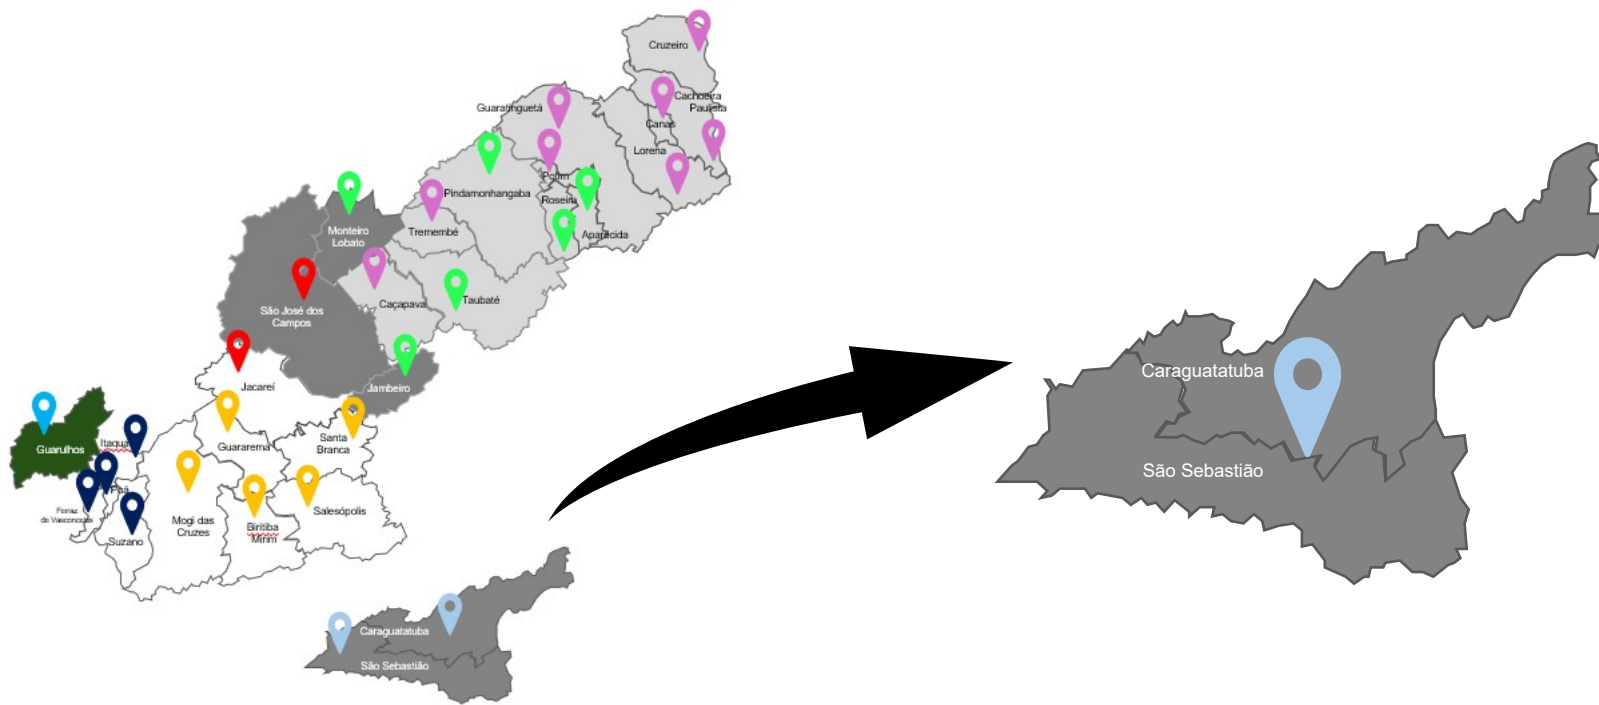 Cruzeiro
Cachoeira
Paulista
Guaratinguetá
Canas
Lorena
Potim
Pindamonhangaba
Roseira
Aparecida
Monteiro
Lobato
Tremembé
Caçapava
Taubaté
São José dos
Campos
Jacareí
Jambeiro
Guarulhos
Itaquá
Guararema
Santa
Branca
Poá
Ferraz
de Vasconcelos
Suzano
Mogi das
Cruzes
Biritiba
Mirim
Salesópolis
Caraguatatuba
São Sebastião
Caraguatatuba
São Sebastião